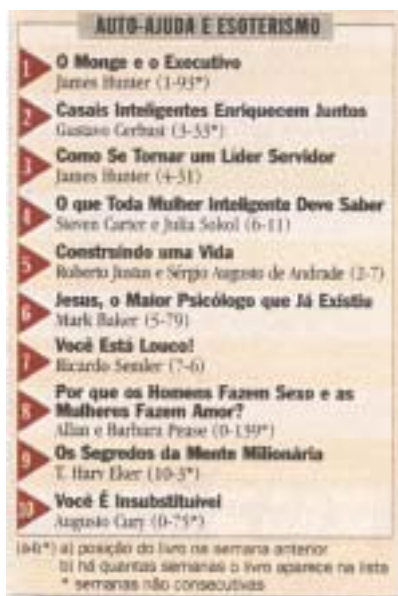 AUTO-AJUDA E ESOTERISMO
1 O Monge e o Executivo
James Hunter (1-93*)
2 Casais Inteligentes Enriquecem Juntos
Gustavo Cerbasi (3-33*)
3 Como Se Tornar um Líder Servidor
James Hunter (4-31)
4 O que Toda Mulher Inteligente Deve Saber
Steven Carter e Julia Sokol (6-11)
5 Construindo uma Vida
Roberto Justus e Sérgio Augusto de Andrade (2-7)
6 Jesus, o Maior Psicólogo que Já Existiu
Mark Baker (5-79)
7 Você Está Louco!
Ricardo Semler (7-6)
8 Por que os Homens Fazem Sexo e as
Mulheres Fazem Amor?
Allan e Barbara Pease (0-139*)
9 Os Segredos da Mente Milionária
T. Harv Eker (10-3*)
10 Você É Insubstituível
Augusto Cury (0-75*)
(a-b*) a) posição do livro na semana anterior
b) há quantas semanas o livro aparece na lista
* semanas não consecutivas